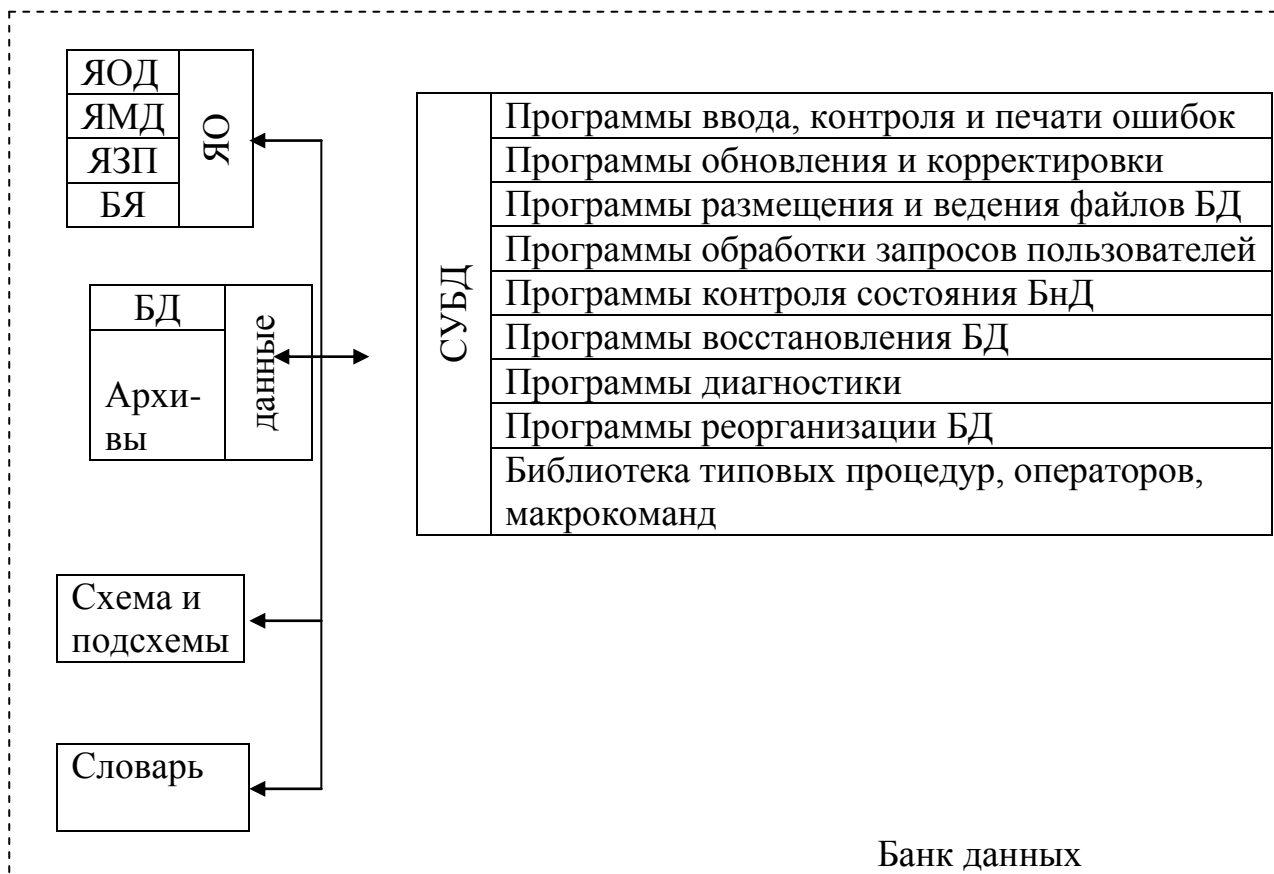 ЯОД
ЯМД
ЯЗП
БЯ
ЯО
БД
Архи-
вы
данные
Схема и
подсхемы
Словарь
СУБД
Программы ввода, контроля и печати ошибок
Программы обновления и корректировки
Программы размещения и ведения файлов БД
Программы обработки запросов пользователей
Программы контроля состояния БнД
Программы восстановления БД
Программы диагностики
Программы реорганизации БД
Библиотека типовых процедур, операторов,
макрокоманд
Банк данных